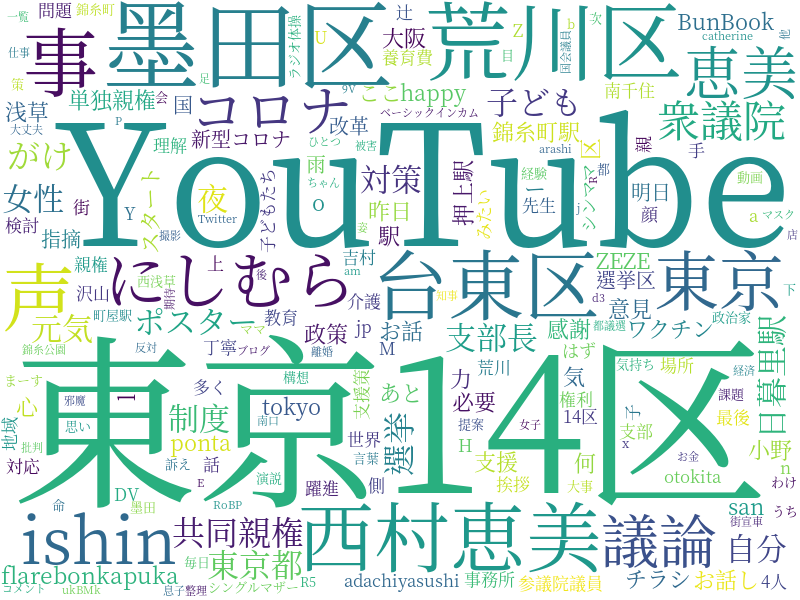 一覧
錦糸町
問題
事
墨田区
辻
荒川区
BunBook
catherine
他
次
b
国会議員
Z
U
ラジオ体操
大阪
恵美
仕事
策
足
養育費
目
浅草
単独親権
会
国
コロナ
9V
ここhappy
南千住
衆議院
大丈夫
P
新型コロナ
改革
ベーシックインカム
子ども
錦糸町駅
区
親
手
がけ
理解
雨
ひとつ
被害
arashi
経験
R
都
動画
YouTube
女性
街
Y
Twitter
夜
ちゃん
o
対策
押上駅
ー
先生
シンママ
j
明日
a
マスク
検討
指摘
スタート
撮影
子どもたち
昨日
駅
みたい
顔
店
声
親権
上
姿
吉村
ZEZE
東京
元気
沢山
西浅草
にしむら
後
期待
am
介護
台東区
選挙区
d3
意見
下
町屋駅
ママ
知事
ポスター
教育
政策
jp
お話
支部長
感謝
都議選
ワクチン
政治家
錦糸公園
反対
丁寧
ブログ
離婚
M
はず
日暮里駅
まーす
l
多く
構想
支援策
あと
力
荒川
気
気持ち
場所
経済
東京14区
心
邪魔
制度
tokyo
必要
権利
14区
子
課題
地域
思い
ponta
世界
選挙
提案
女子
支部
最後
小野
批判
対応
訴え
話
南口
言葉
H
支援
何
x
お金
n
DV
演説
躍進
側
挨拶
大事
otokita
わけ
命
墨田
E
RoBP
san
街宣車
うち
ishin
共同親権
西村恵美
議論
自分
毎日
東京都
flarebonkapuka
adachiyasushi
事務所
参議院議員
チラシ
お話し
4人
コメント
ukBMk
息子
整理
シングルマザー
R5